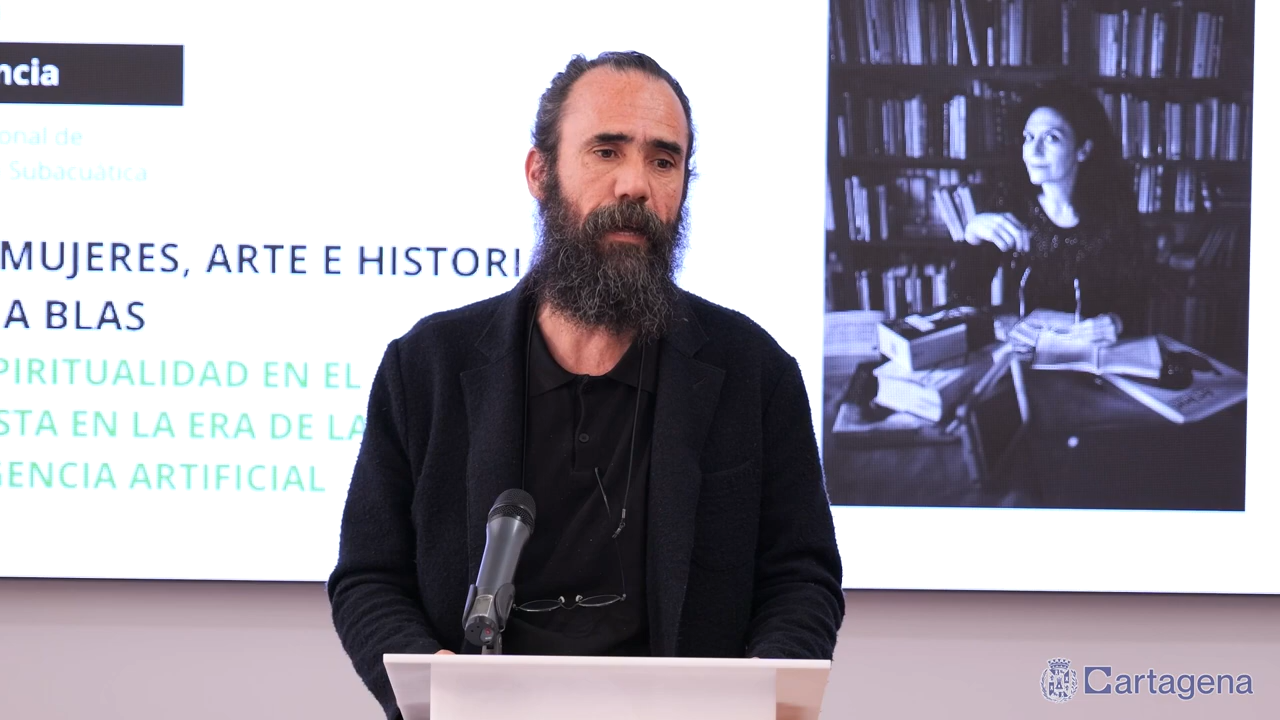 ncia
onal de
Subacuática
MUJERES, ARTE E HISTORI
A BLAS
PIRITUALIDAD EN EL
STA EN LA ERA DE LA
GENCIA ARTIFICIAL
Cartagena